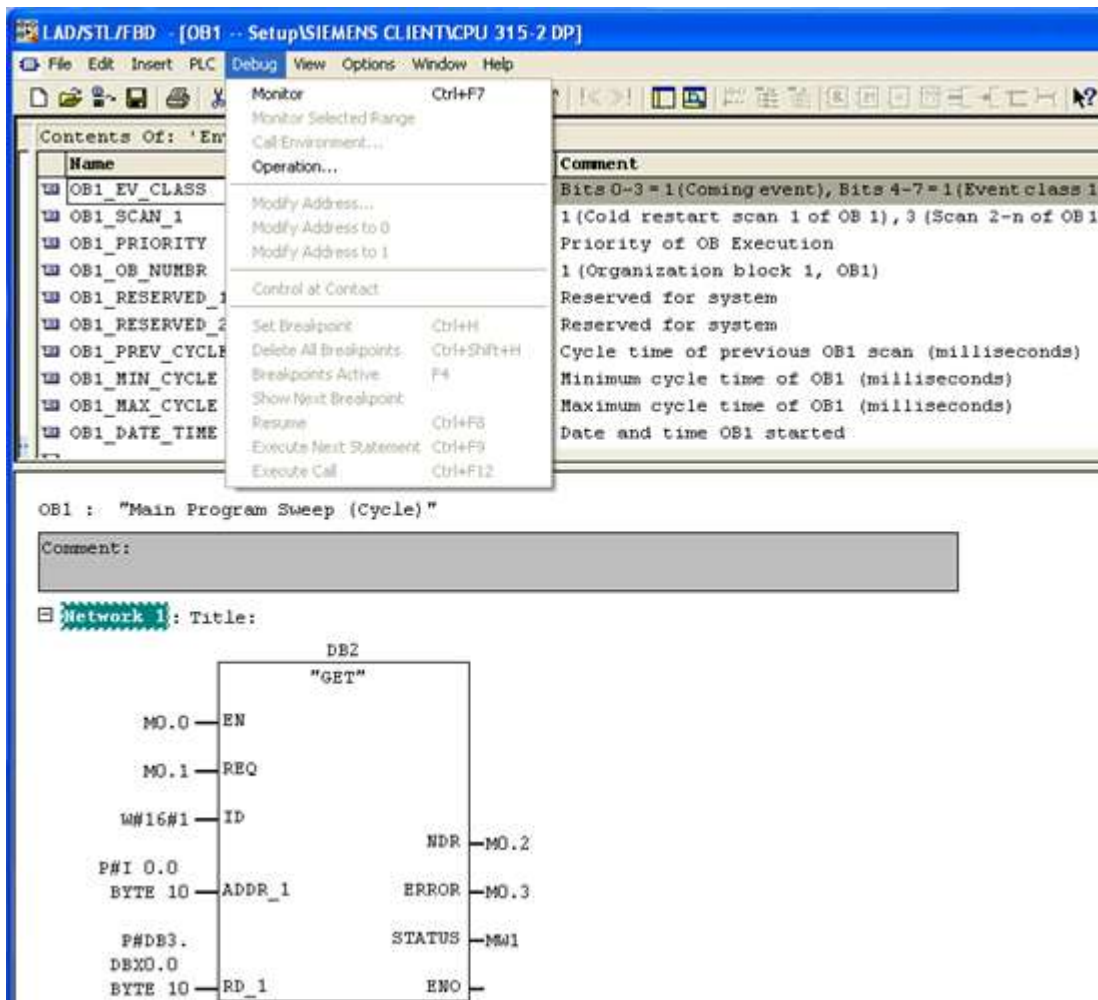 LAD/STL/FBD - [OB1 -- Setup\SIEMENS CLIENT\CPU 315-2 DP]
File Edit Insert PLC Debug View Options Window Help
Monitor Ctrl+F7
Monitor Selected Range
Call Environment...
Operation...
Modify Address...
Modify Address to 0
Modify Address to 1
Control at Contact
Set Breakpoint Ctrl+H
Delete All Breakpoints Ctrl+Shift+H
Breakpoints Active F4
Show Next Breakpoint
Resume Ctrl+F8
Execute Next Statement Ctrl+F9
Execute Call Ctrl+F12
Contents Of: 'En
Name Comment
OB1_EV_CLASS Bits 0-3 = 1(Coming event), Bits 4-7 = 1(Event class 1
OB1_SCAN_1 1(Cold restart scan 1 of OB 1), 3 (Scan 2-n of OB 1
OB1_PRIORITY Priority of OB Execution
OB1_OB_NUMBR 1 (Organization block 1, OB1)
OB1_RESERVED_1 Reserved for system
OB1_RESERVED_2 Reserved for system
OB1_PREV_CYCLE Cycle time of previous OB1 scan (milliseconds)
OB1_MIN_CYCLE Minimum cycle time of OB1 (milliseconds)
OB1_MAX_CYCLE Maximum cycle time of OB1 (milliseconds)
OB1_DATE_TIME Date and time OB1 started
OB1 : "Main Program Sweep (Cycle)"
Comment:
Network 1: Title:
DB2
"GET"
M0.0 EN
M0.1 REQ
W#16#1 ID
NDR M0.2
P#I 0.0
BYTE 10 ADDR_1 ERROR M0.3
P#DB3. STATUS MW1
DBX0.0
BYTE 10 RD_1 ENO